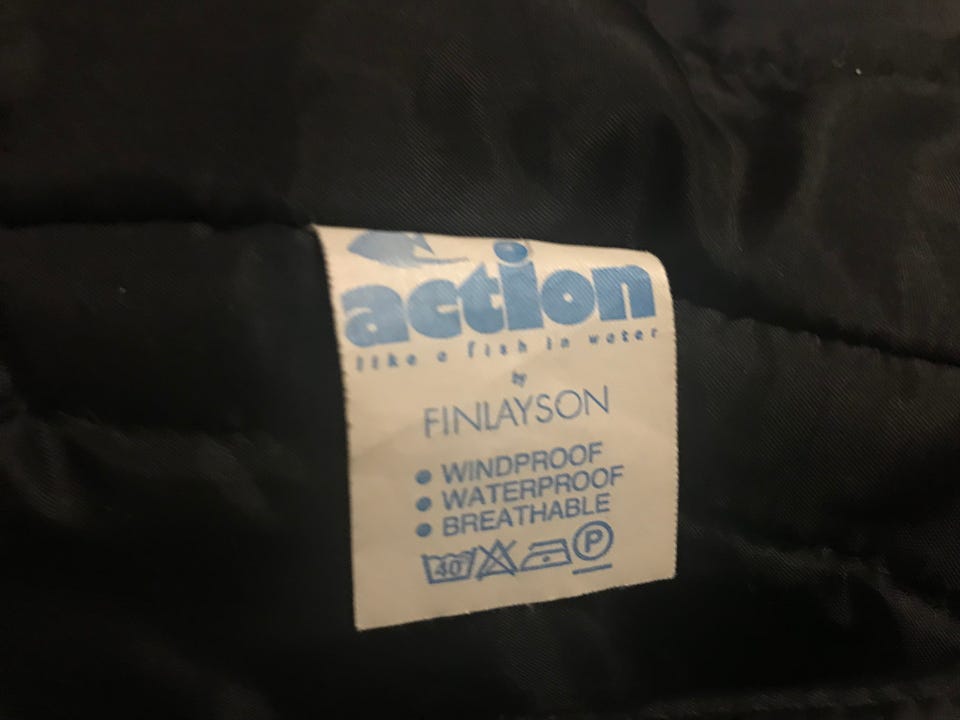 action
like a fish in water
by
FINLAYSON
• WINDPROOF
• WATERPROOF
• BREATHABLE
40° P